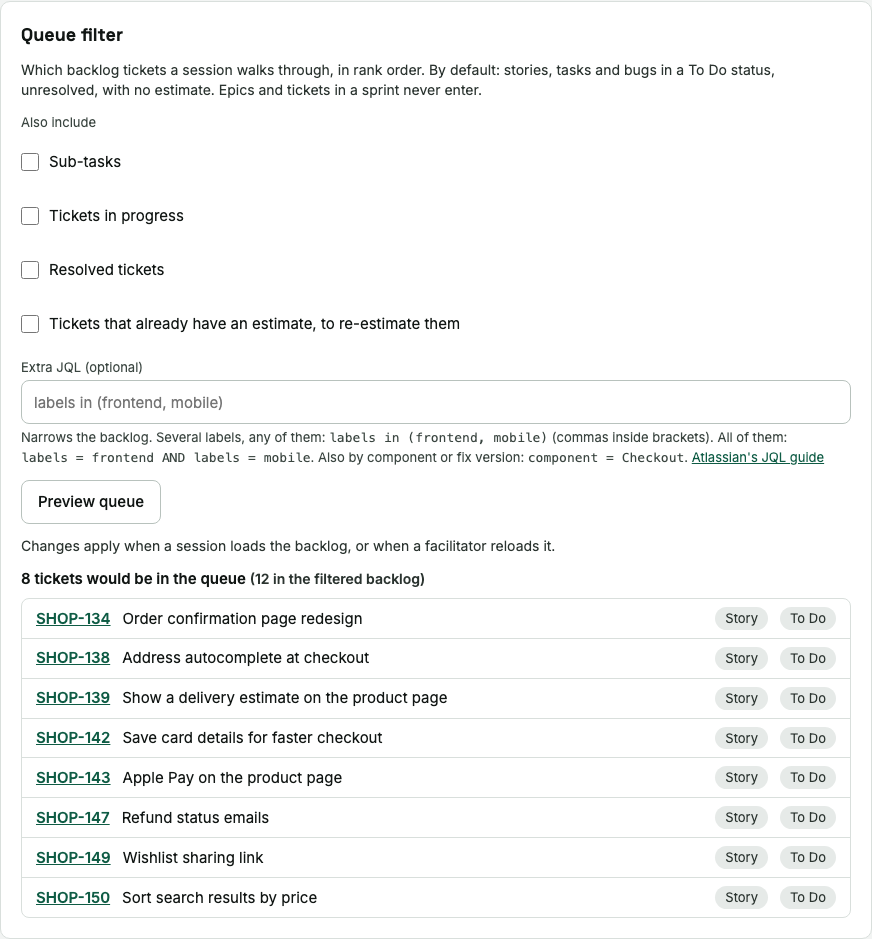 Queue filter
Which backlog tickets a session walks through, in rank order. By default: stories, tasks and bugs in a To Do status,
unresolved, with no estimate. Epics and tickets in a sprint never enter.
Also include
Sub-tasks
Tickets in progress
Resolved tickets
Tickets that already have an estimate, to re-estimate them
Extra JQL (optional)
labels in (frontend, mobile)
Narrows the backlog. Several labels, any of them: labels in (frontend, mobile) (commas inside brackets). All of them:
labels = frontend AND labels = mobile. Also by component or fix version: component = Checkout. Atlassian's JQL guide
Preview queue
Changes apply when a session loads the backlog, or when a facilitator reloads it.
8 tickets would be in the queue (12 in the filtered backlog)
SHOP-134 Order confirmation page redesign Story To Do
SHOP-138 Address autocomplete at checkout Story To Do
SHOP-139 Show a delivery estimate on the product page Story To Do
SHOP-142 Save card details for faster checkout Story To Do
SHOP-143 Apple Pay on the product page Story To Do
SHOP-147 Refund status emails Story To Do
SHOP-149 Wishlist sharing link Story To Do
SHOP-150 Sort search results by price Story To Do